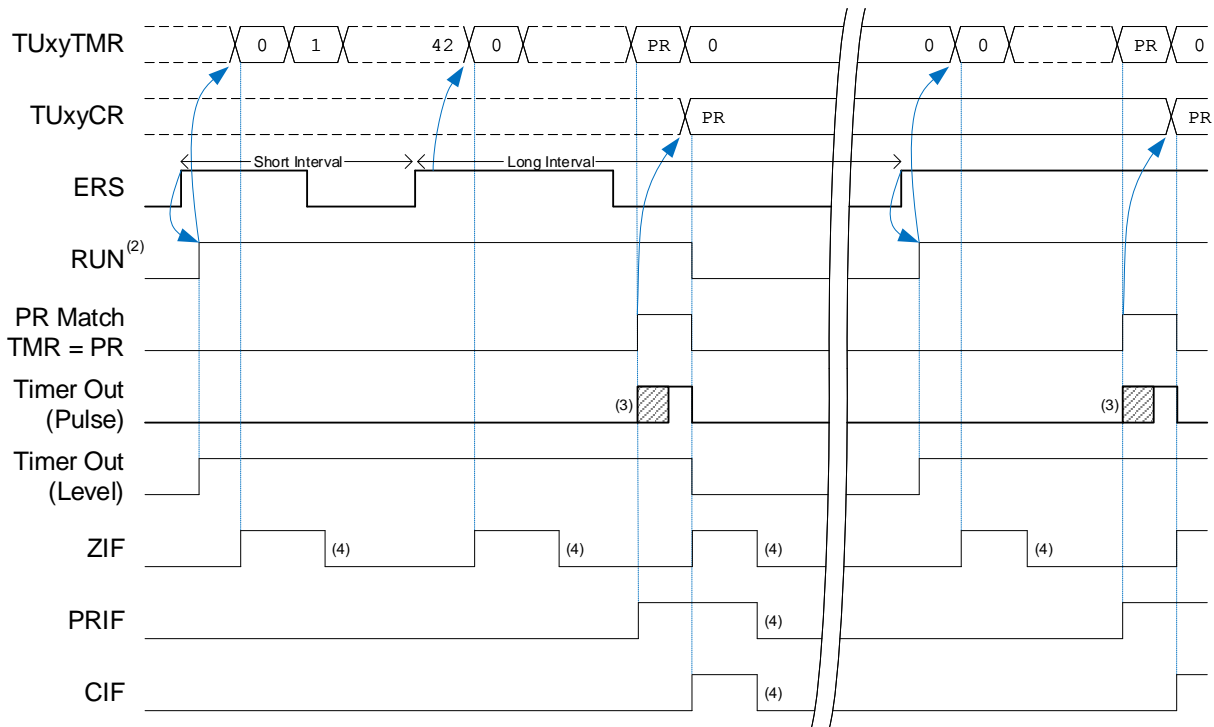 TUxyTMR 0 1 42 0 PR 0 0 0 PR 0
TUxyCR PR PR
Short Interval Long Interval
ERS
RUN(2)
PR Match
TMR = PR
Timer Out
(Pulse) (3) (3)
Timer Out
(Level)
ZIF (4) (4) (4) (4)
PRIF (4)
CIF (4)